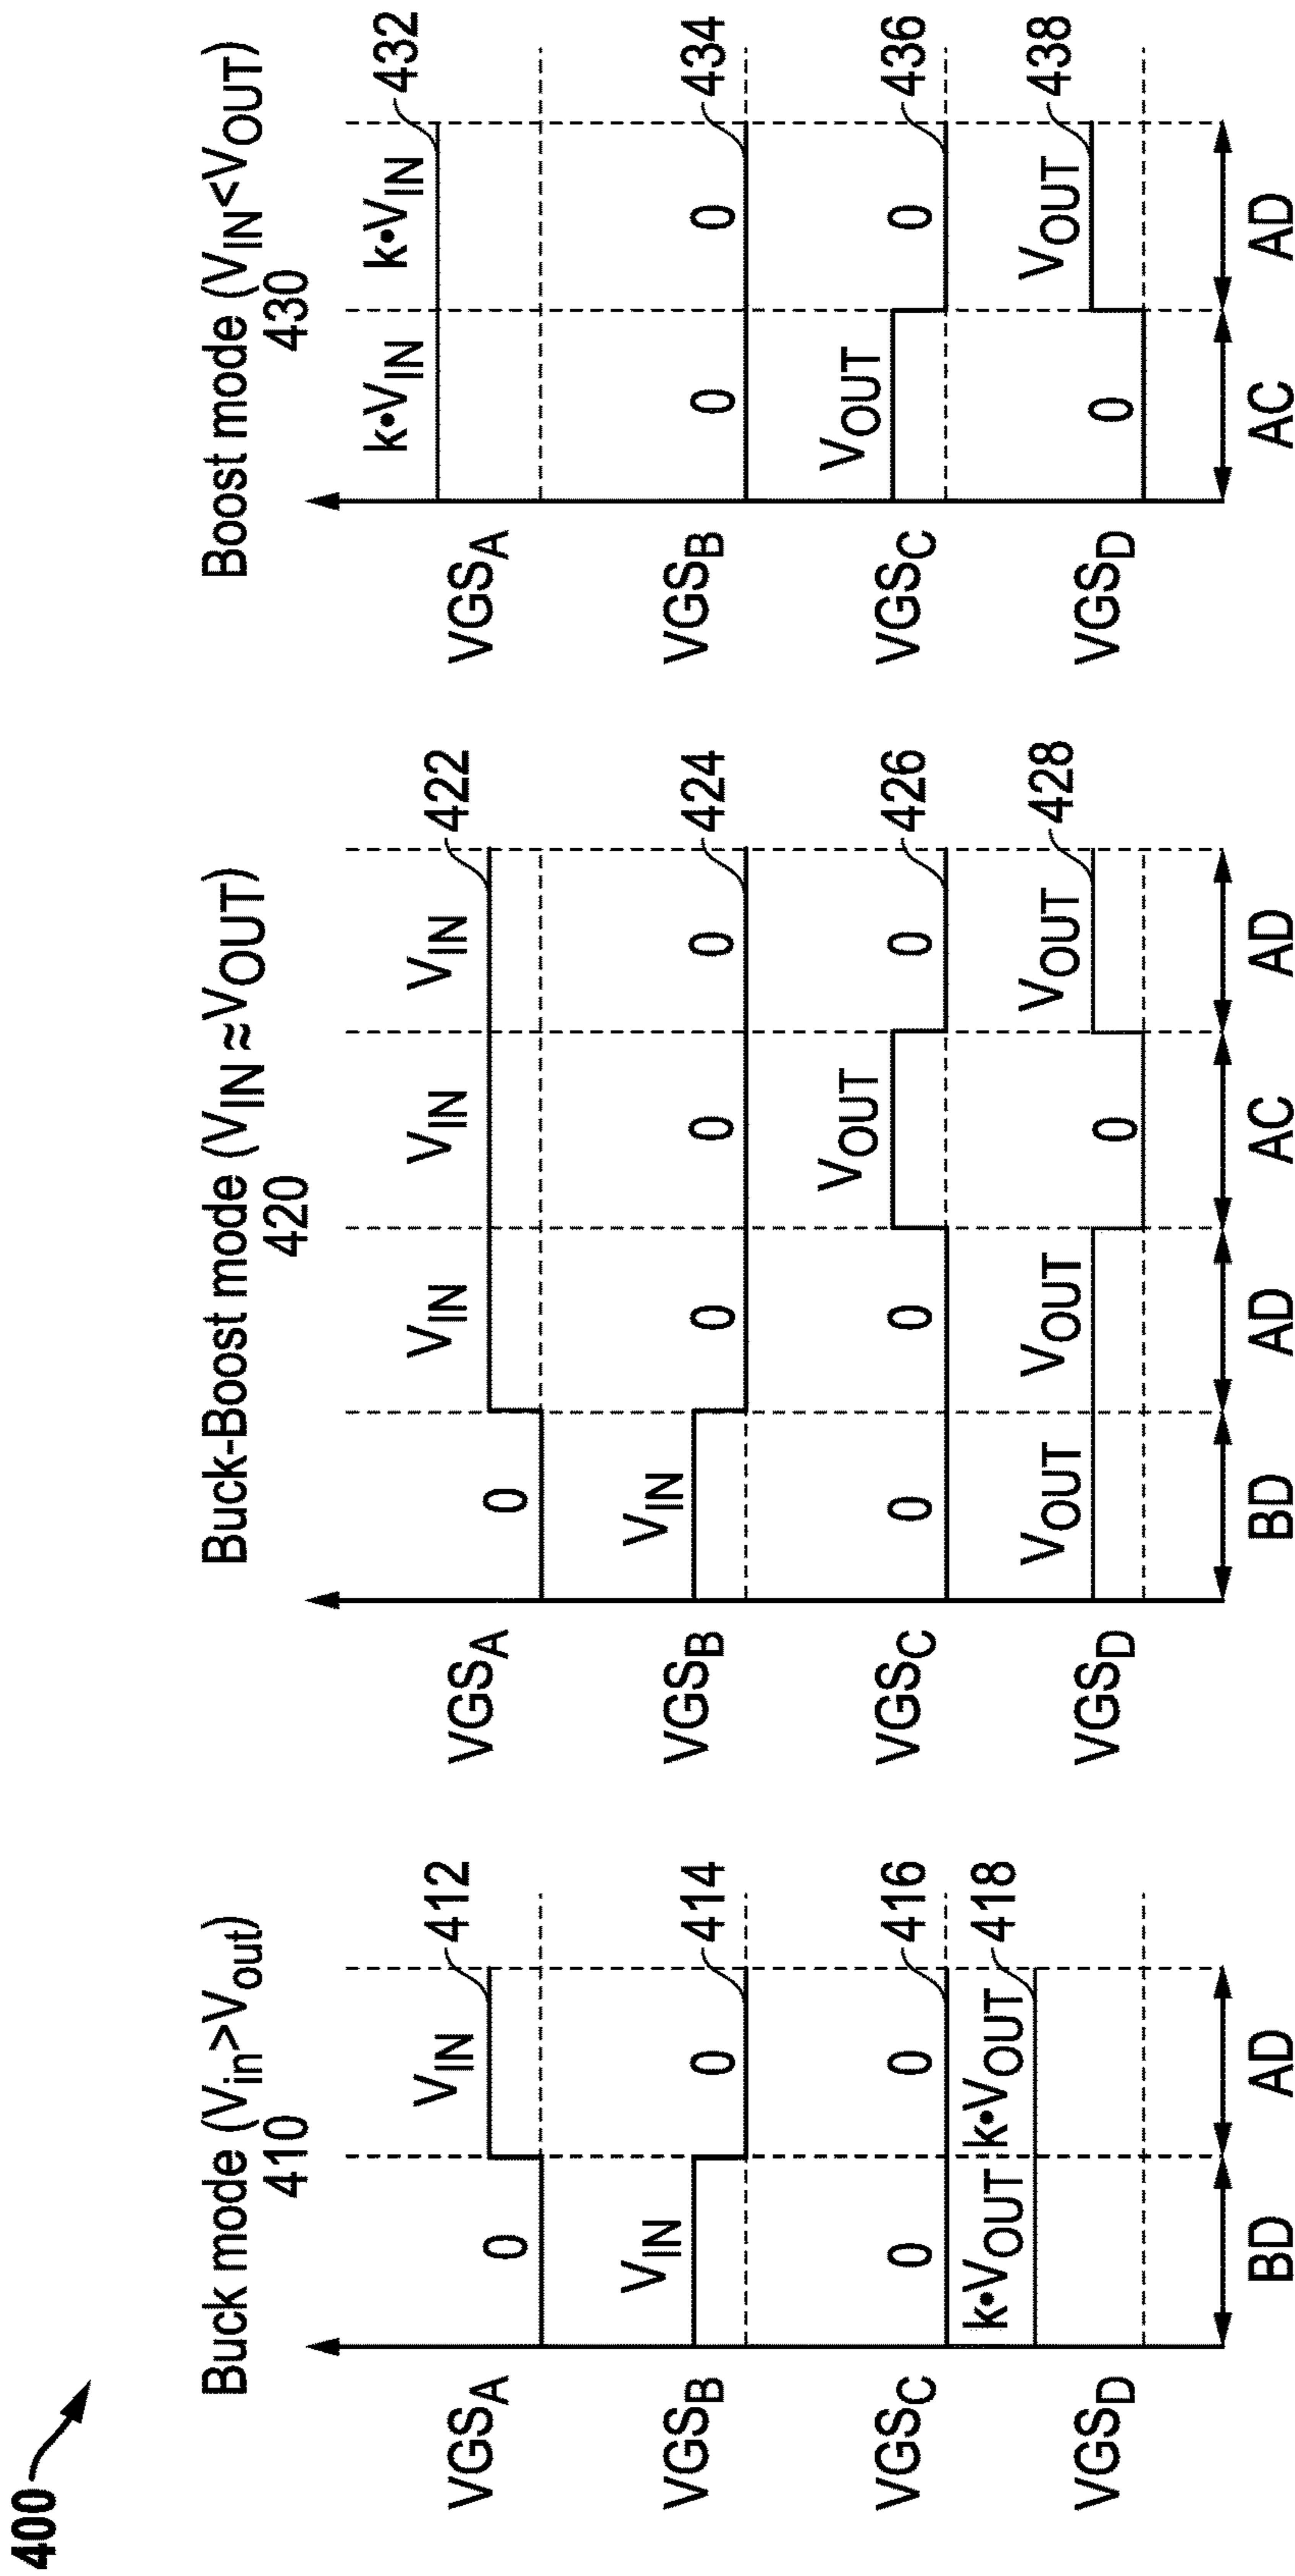 400
Buck mode (Vin>Vout)
410
VGSA
0
VIN
412
VGSB
VIN
0
414
VGSC
0
0
416
VGSD
k•VOUT
k•VOUT
418
BD
AD
Buck-Boost mode (VIN≈VOUT)
420
VGSA
0
VIN
VIN
VIN
422
VGSB
VIN
0
0
0
424
VGSC
0
0
VOUT
0
426
VGSD
VOUT
VOUT
0
VOUT
428
BD
AD
AC
AD
Boost mode (VIN<VOUT)
430
VGSA
k•VIN
k•VIN
432
VGSB
0
0
434
VGSC
VOUT
0
436
VGSD
0
VOUT
438
AC
AD